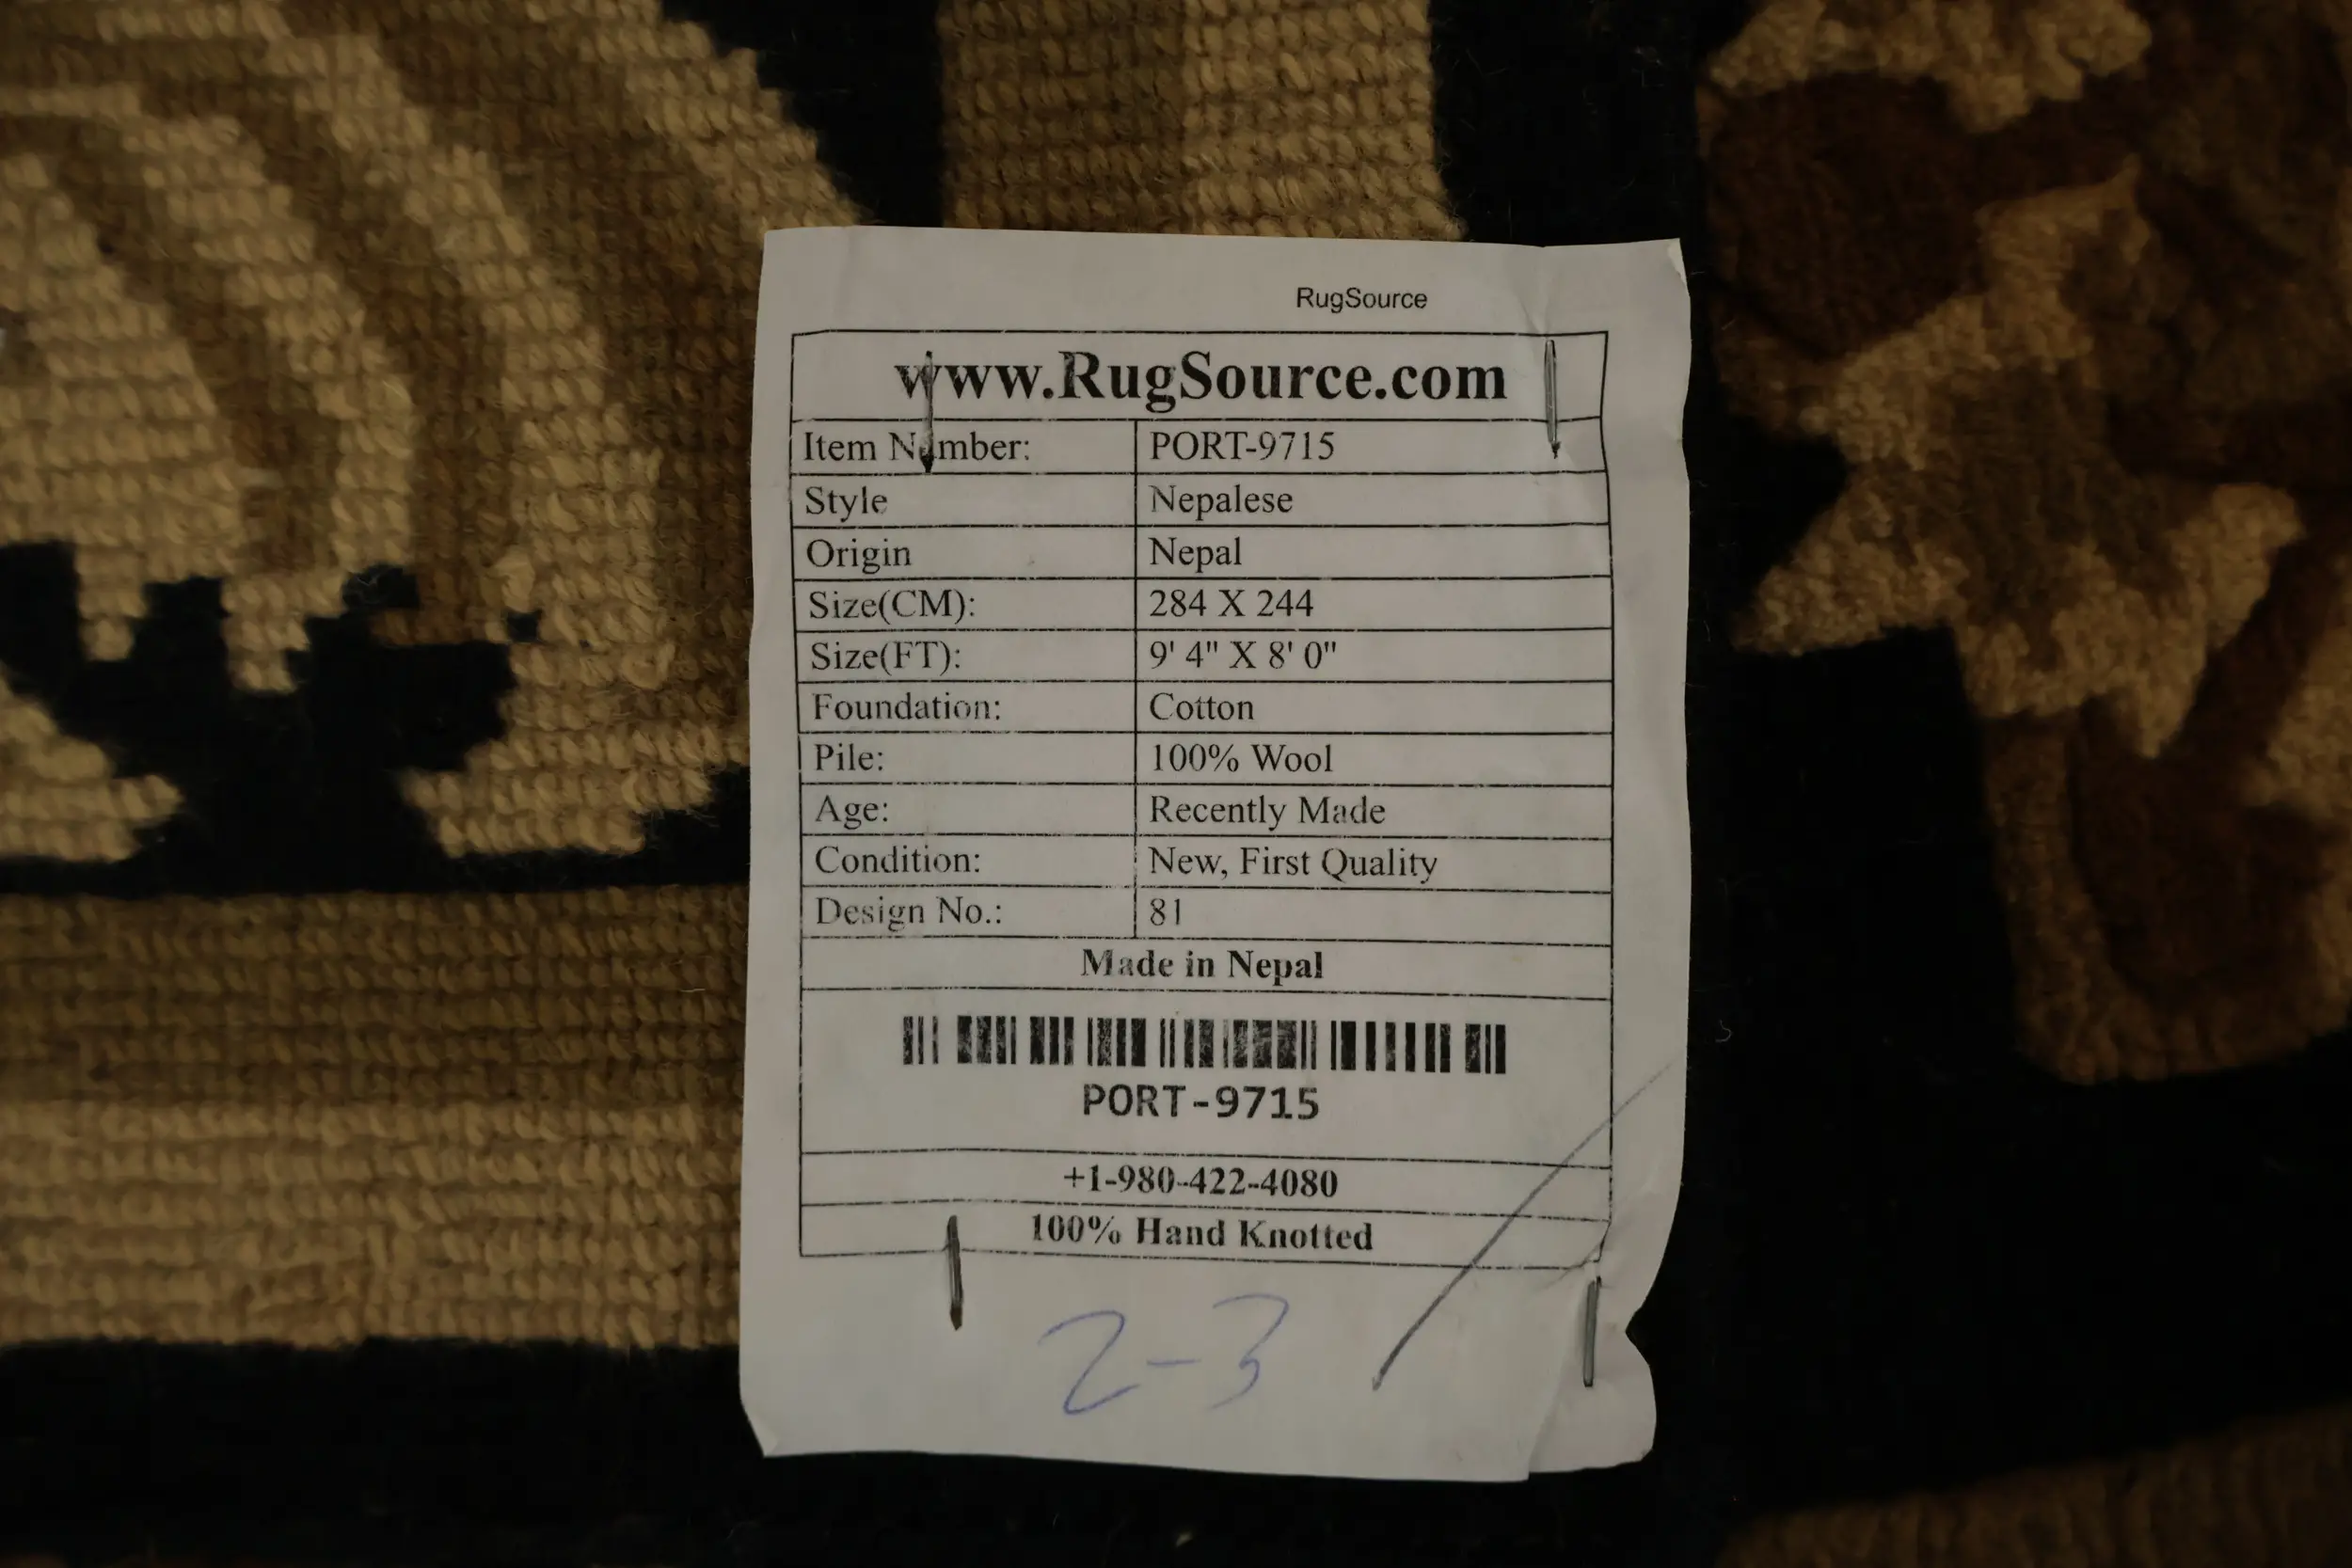 RugSource
www.RugSource.com
Item Number: PORT-9715
Style Nepalese
Origin Nepal
Size(CM): 284 X 244
Size(FT): 9' 4" X 8' 0"
Foundation: Cotton
Pile: 100% Wool
Age: Recently Made
Condition: New, First Quality
Design No.: 81
Made in Nepal
PORT-9715
+1-980-422-4080
100% Hand Knotted
2-3